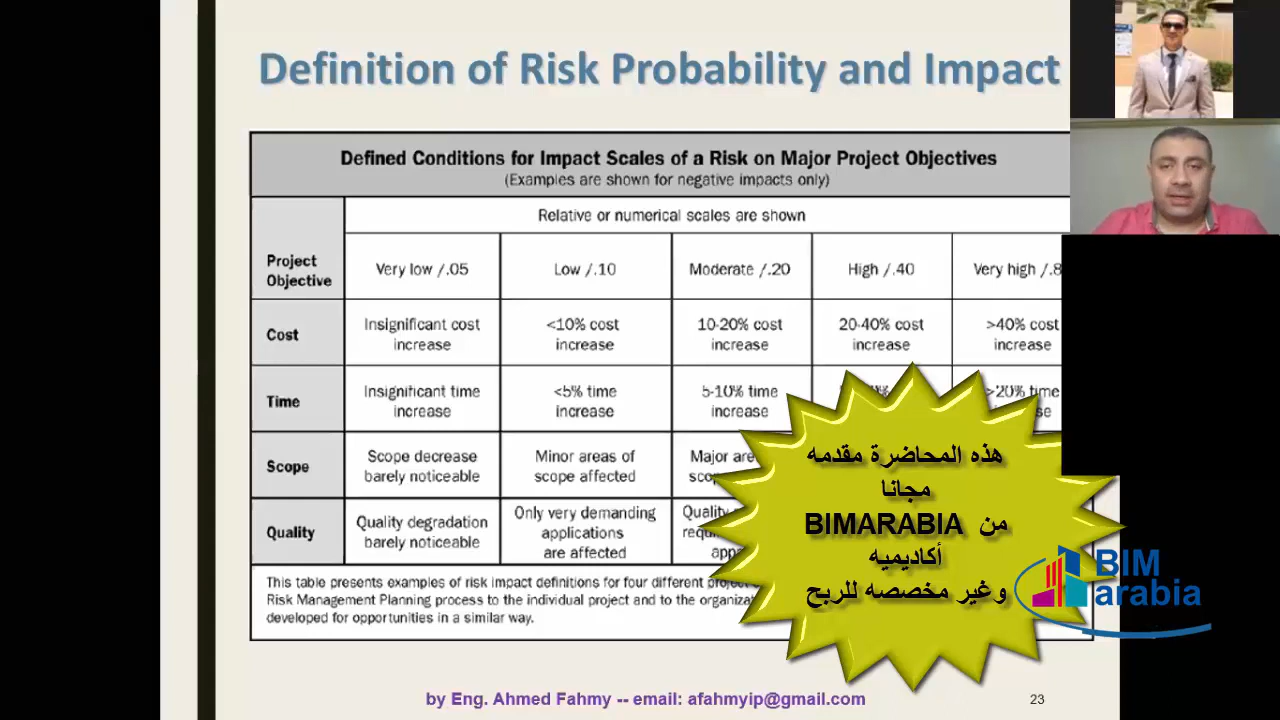 Definition of Risk Probability and Impact
Defined Conditions for Impact Scales of a Risk on Major Project Objectives
(Examples are shown for negative impacts only)
Relative or numerical scales are shown
Project
Objective
Very low /.05
Low /.10
Moderate /.20
High /.40
Very high /.8
Cost
Insignificant cost
increase
<10% cost
increase
10-20% cost
increase
20-40% cost
increase
>40% cost
increase
Time
Insignificant time
increase
<5% time
increase
5-10% time
increase
>20% time
Scope
Scope decrease
barely noticeable
Minor areas of
scope affected
Major
Quality
Quality degradation
barely noticeable
Only very demanding
applications
are affected
Quality
This table presents examples of risk impact definitions for four different
Risk Management Planning process to the individual project and to the
developed for opportunities in a similar way.
هذه المحاضرة مقدمه
مجانا
من BIMARABIA
أكاديميه
وغير مخصصه للربح
BIM
arabia
by Eng. Ahmed Fahmy -- email: afahmyip@gmail.com
23